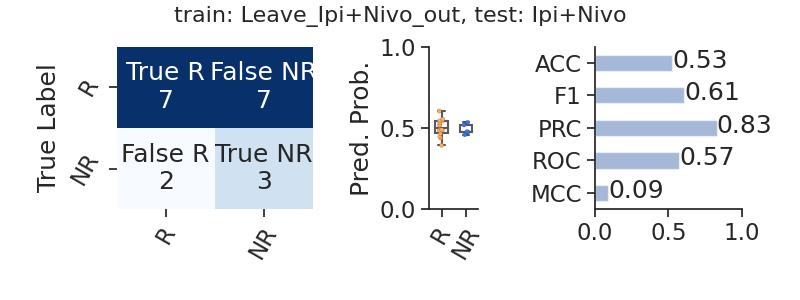 train: Leave_Ipi+Nivo_out, test: Ipi+Nivo
True Label
R
NR
True R
7
False NR
7
False R
2
True NR
3
R
NR
Pred. Prob.
1.0
0.5
0.0
R
NR
ACC
0.53
F1
0.61
PRC
0.83
ROC
0.57
MCC
0.09
0.0
0.5
1.0